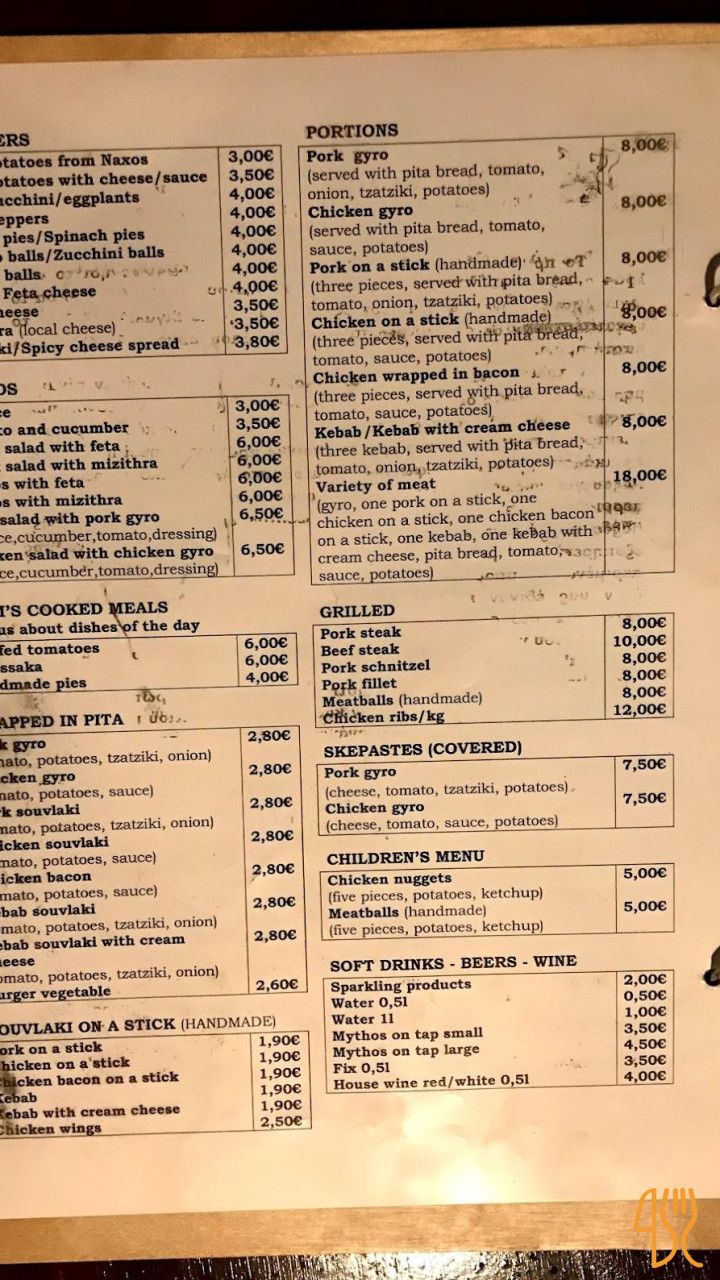 ERS
otatoes from Naxos 3,00€
otatoes with cheese/sauce 3,50€
ucchini/eggplants 4,00€
eppers 4,00€
pies/Spinach pies 4,00€
balls/Zucchini balls 4,00€
balls 4,00€
Feta cheese 4,00€
heese 3,50€
ra (local cheese) 3,50€
ki/Spicy cheese spread 3,80€
DS
ce 3,00€
to and cucumber 3,50€
salad with feta 6,00€
salad with mizithra 6,00€
s with feta 6,00€
s with mizithra 6,00€
salad with pork gyro 6,50€
ce,cucumber,tomato,dressing)
ken salad with chicken gyro 6,50€
ce,cucumber,tomato,dressing)
I'S COOKED MEALS
us about dishes of the day
fed tomatoes 6,00€
ssaka 6,00€
dmade pies 4,00€
APPED IN PITA
k gyro 2,80€
mato, potatoes, tzatziki, onion)
cken gyro 2,80€
mato, potatoes, sauce)
rk souvlaki 2,80€
mato, potatoes, tzatziki, onion)
icken souvlaki 2,80€
mato, potatoes, sauce)
icken bacon 2,80€
mato, potatoes, sauce)
bab souvlaki 2,80€
omato, potatoes, tzatziki, onion)
ebab souvlaki with cream 2,80€
heese
omato, potatoes, tzatziki, onion)
urger vegetable 2,60€
OUVLAKI ON A STICK (HANDMADE)
ork on a stick 1,90€
hicken on a stick 1,90€
hicken bacon on a stick 1,90€
Kebab 1,90€
Kebab with cream cheese 1,90€
Chicken wings 2,50€
PORTIONS
Pork gyro 8,00€
(served with pita bread, tomato,
onion, tzatziki, potatoes)
Chicken gyro 8,00€
(served with pita bread, tomato,
sauce, potatoes)
Pork on a stick (handmade) 8,00€
(three pieces, served with pita bread,
tomato, onion, tzatziki, potatoes)
Chicken on a stick (handmade) 8,00€
(three pieces, served with pita bread,
tomato, sauce, potatoes)
Chicken wrapped in bacon 8,00€
(three pieces, served with pita bread,
tomato, sauce, potatoes)
Kebab/Kebab with cream cheese 8,00€
(three kebab, served with pita bread,
tomato, onion, tzatziki, potatoes)
Variety of meat 18,00€
(gyro, one pork on a stick, one
chicken on a stick, one chicken bacon
on a stick, one kebab, one kebab with
cream cheese, pita bread, tomato,
sauce, potatoes)
GRILLED
Pork steak 8,00€
Beef steak 10,00€
Pork schnitzel 8,00€
Pork fillet 8,00€
Meatballs (handmade) 8,00€
Chicken ribs/kg 12,00€
SKEPASTES (COVERED)
Pork gyro 7,50€
(cheese, tomato, tzatziki, potatoes)
Chicken gyro 7,50€
(cheese, tomato, sauce, potatoes)
CHILDREN'S MENU
Chicken nuggets 5,00€
(five pieces, potatoes, ketchup)
Meatballs (handmade) 5,00€
(five pieces, potatoes, ketchup)
SOFT DRINKS - BEERS - WINE
Sparkling products 2,00€
Water 0,5l 0,50€
Water 1l 1,00€
Mythos on tap small 3,50€
Mythos on tap large 4,50€
Fix 0,5l 3,50€
House wine red/white 0,5l 4,00€